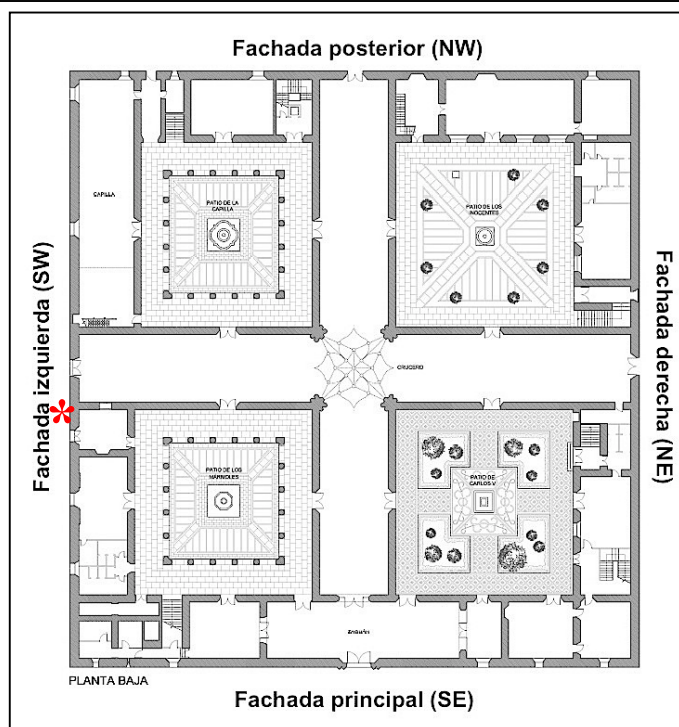 Fachada posterior (NW)
CAPILLA
PATIO DE LA
CAPILLA
PATIO DE LOS
INOCENTES
Fachada izquierda (SW)
*
CRUCERO
Fachada derecha (NE)
PATIO DE LOS
MÁRMOLES
PATIO DE
CARLOS V
ZAGUÁN
PLANTA BAJA
Fachada principal (SE)